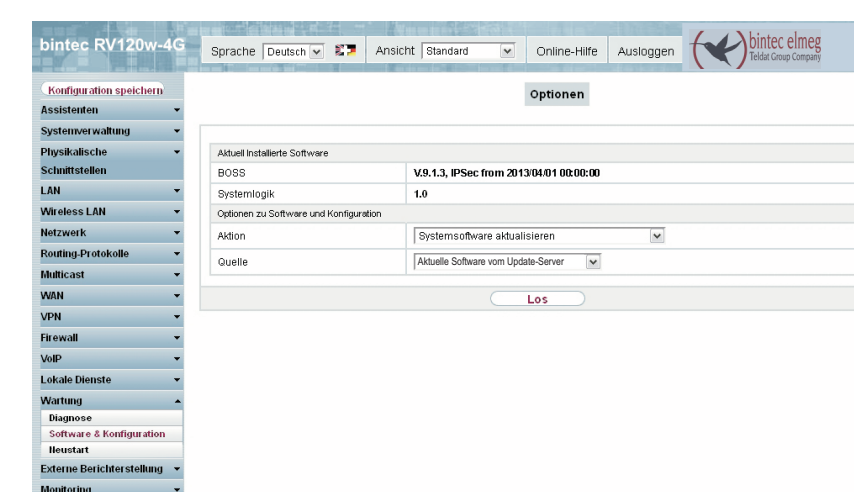 bintec RV120w-4G
Sprache Deutsch Ansicht Standard Online-Hilfe Ausloggen
bintec elmeg
Teldat Group Company
Konfiguration speichern
Optionen
Assistenten
Systemverwaltung
Physikalische
Schnittstellen
LAN
Wireless LAN
Netzwerk
Routing-Protokolle
Multicast
WAN
VPN
Firewall
VoIP
Lokale Dienste
Wartung
Diagnose
Software & Konfiguration
Neustart
Externe Berichterstellung
Monitoring
Aktuell Installierte Software
BOSS V.9.1.3, IPSec from 2013/04/01 00:00:00
Systemlogik 1.0
Optionen zu Software und Konfiguration
Aktion Systemsoftware aktualisieren
Quelle Aktuelle Software vom Update-Server
Los